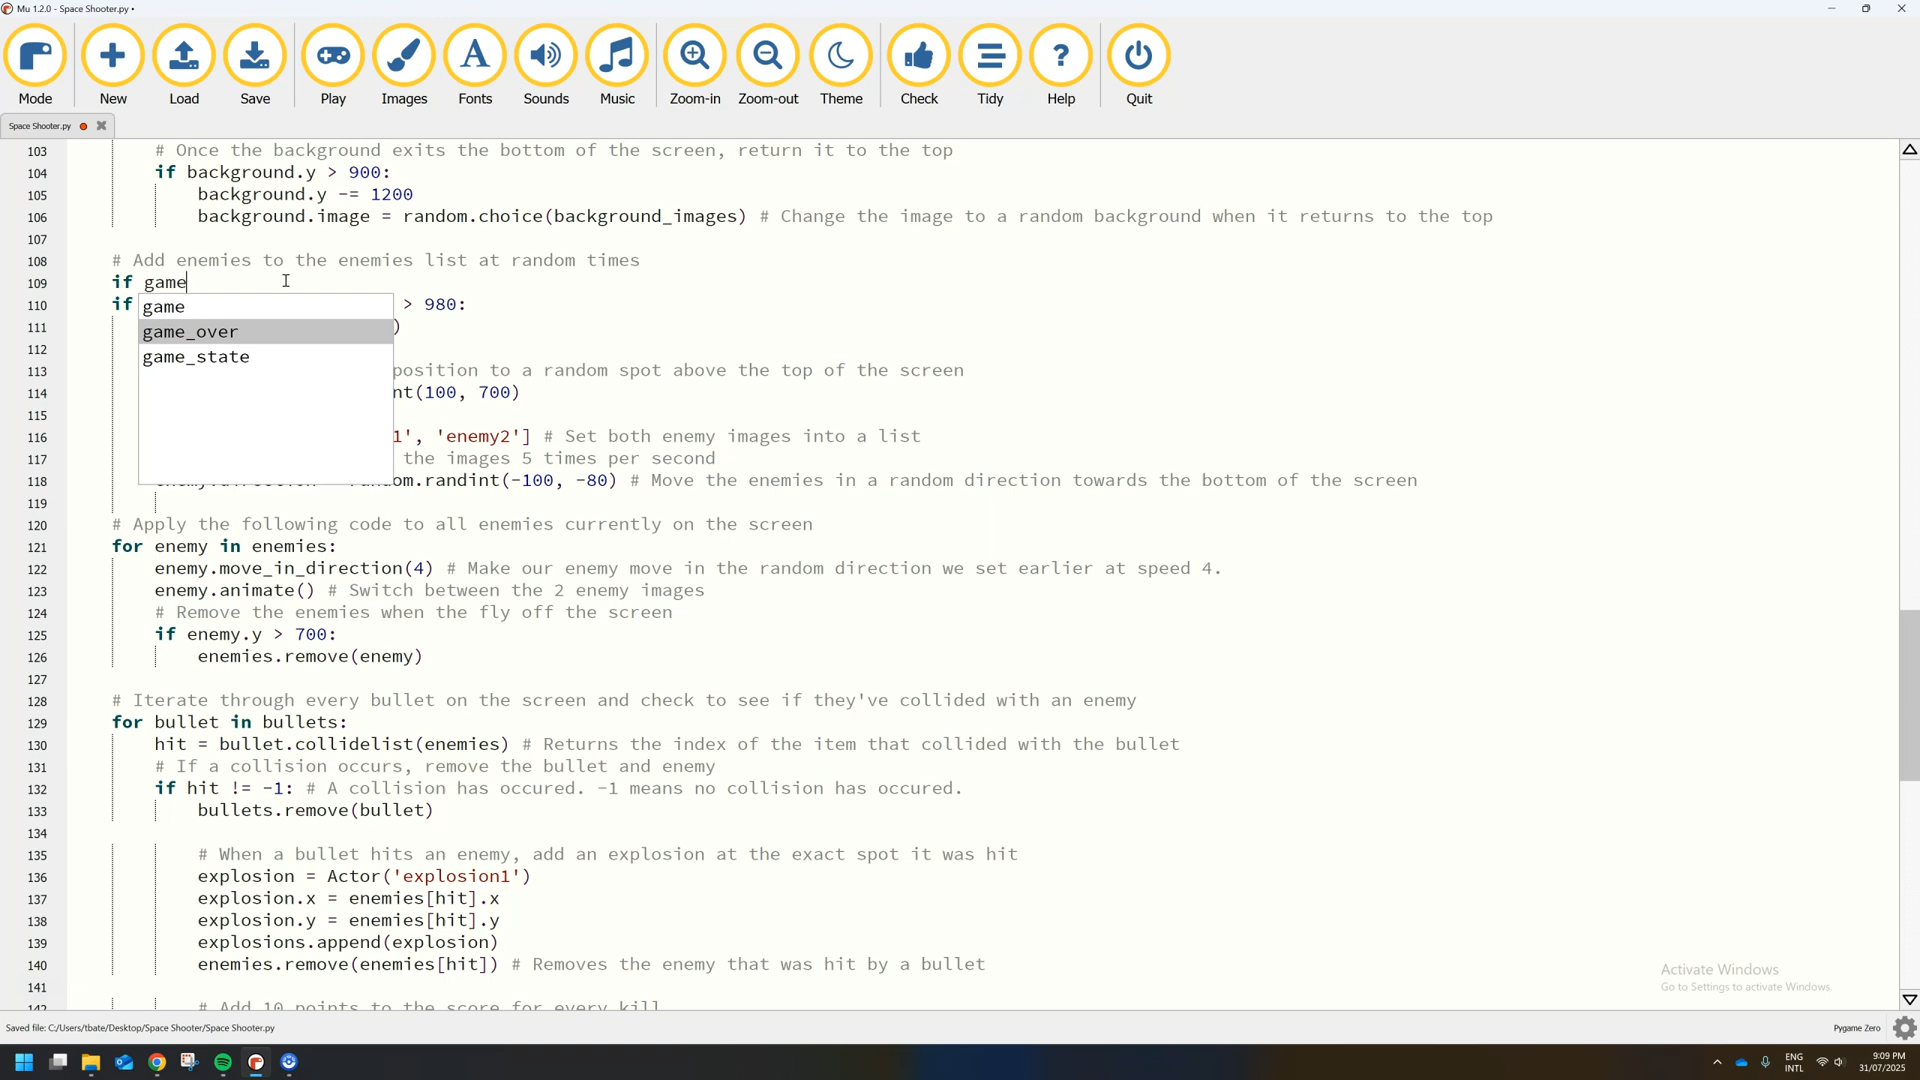 Mu 1.2.0 - Space Shooter.py •
Mode New Load Save Play Images Fonts Sounds Music Zoom-in Zoom-out Theme Check Tidy Help Quit
Space Shooter.py
103 # Once the background exits the bottom of the screen, return it to the top
104 if background.y > 900:
105 background.y -= 1200
106 background.image = random.choice(background_images) # Change the image to a random background when it returns to the top
107
108 # Add enemies to the enemies list at random times
109 if game
110 if > 980:
game
111 )
game_over
112
game_state
113 position to a random spot above the top of the screen
114 nt(100, 700)
115
116 1', 'enemy2'] # Set both enemy images into a list
117 the images 5 times per second
118 om.randint(-100, -80) # Move the enemies in a random direction towards the bottom of the screen
119
120 # Apply the following code to all enemies currently on the screen
121 for enemy in enemies:
122 enemy.move_in_direction(4) # Make our enemy move in the random direction we set earlier at speed 4.
123 enemy.animate() # Switch between the 2 enemy images
124 # Remove the enemies when the fly off the screen
125 if enemy.y > 700:
126 enemies.remove(enemy)
127
128 # Iterate through every bullet on the screen and check to see if they've collided with an enemy
129 for bullet in bullets:
130 hit = bullet.collidelist(enemies) # Returns the index of the item that collided with the bullet
131 # If a collision occurs, remove the bullet and enemy
132 if hit != -1: # A collision has occured. -1 means no collision has occured.
133 bullets.remove(bullet)
134
135 # When a bullet hits an enemy, add an explosion at the exact spot it was hit
136 explosion = Actor('explosion1')
137 explosion.x = enemies[hit].x
138 explosion.y = enemies[hit].y
139 explosions.append(explosion)
140 enemies.remove(enemies[hit]) # Removes the enemy that was hit by a bullet
141
142 # Add 10 points to the score for every kill
Activate Windows
Go to Settings to activate Windows.
Saved file: C:/Users/tbate/Desktop/Space Shooter/Space Shooter.py
Pygame Zero
ENG
INTL
9:09 PM
31/07/2025